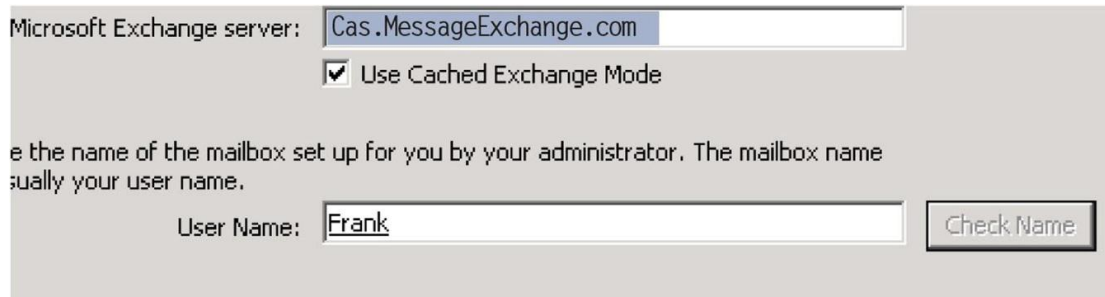 Microsoft Exchange server: Cas.MessageExchange.com
Use Cached Exchange Mode
e the name of the mailbox set up for you by your administrator. The mailbox name
sually your user name.
User Name: Frank Check Name